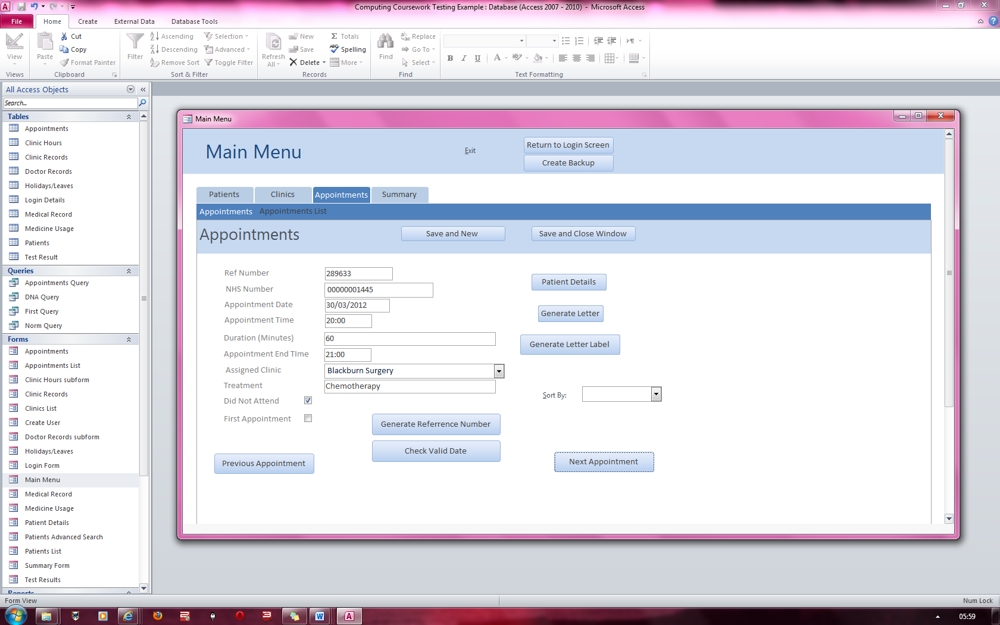 Computing Coursework Testing Example : Database (Access 2007 - 2010) - Microsoft Access
File Home Create External Data Database Tools
View
Views
Paste
Cut
Copy
Format Painter
Clipboard
Filter
Ascending
Descending
Remove Sort
Selection
Advanced
Toggle Filter
Sort & Filter
Refresh
All
New
Save
Delete
Totals
Spelling
More
Records
Find
Replace
Go To
Select
Find
B I U A
Text Formatting
All Access Objects
Search...
Tables
Appointments
Clinic Hours
Clinic Records
Doctor Records
Holidays/Leaves
Login Details
Medical Record
Medicine Usage
Patients
Test Result
Queries
Appointments Query
DNA Query
First Query
Norm Query
Forms
Appointments
Appointments List
Clinic Hours subform
Clinic Records
Clinics List
Create User
Doctor Records subform
Holidays/Leaves
Login Form
Main Menu
Medical Record
Medicine Usage
Patient Details
Patients Advanced Search
Patients List
Summary Form
Test Results
Reports
Main Menu
Main Menu
Exit
Return to Login Screen
Create Backup
Patients Clinics Appointments Summary
Appointments Appointments List
Appointments
Save and New
Save and Close Window
Ref Number 289633
NHS Number 00000001445
Appointment Date 30/03/2012
Appointment Time 20:00
Duration (Minutes) 60
Appointment End TIme 21:00
Assigned Clinic Blackburn Surgery
Treatment Chemotherapy
Did Not Attend
First Appointment
Patient Details
Generate Letter
Generate Letter Label
Sort By:
Generate Referrence Number
Check Valid Date
Previous Appointment
Next Appointment
Form View
Num Lock
05:59